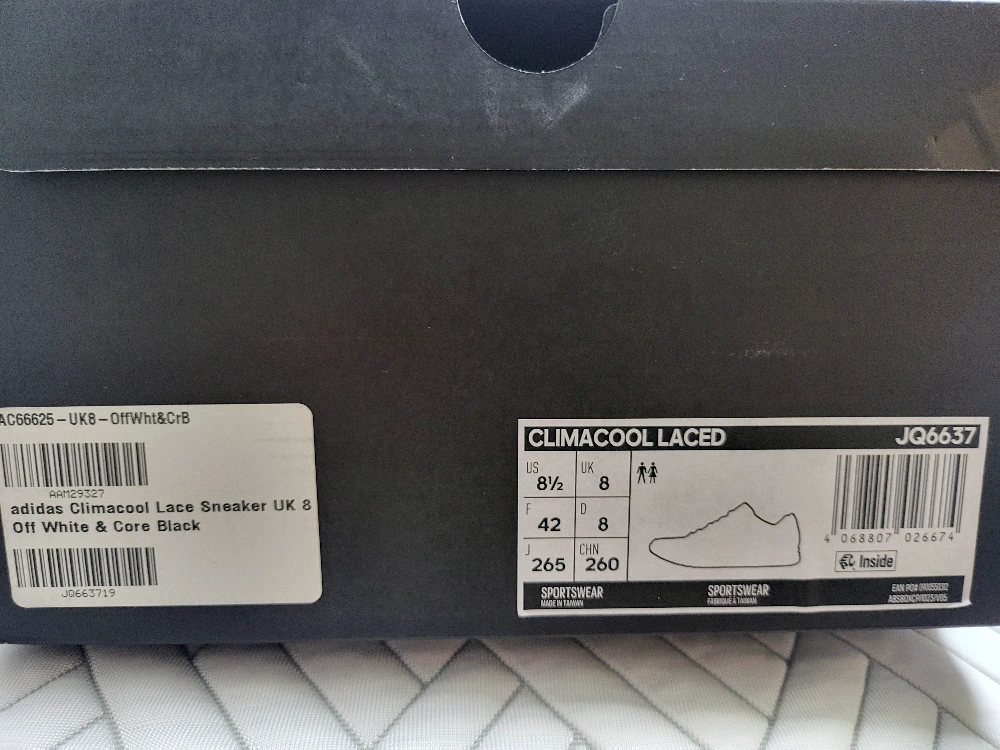 AC66625-UK8-OffWht&CrB
AAM29327
adidas Climacool Lace Sneaker UK 8
Off White & Core Black
JQ663719
CLIMACOOL LACED JQ6637
US 8½ UK 8
F 42 D 8
J 265 CHN 260
4 068807 026674
Inside
SPORTSWEAR
MADE IN TAIWAN
SPORTSWEAR
FABRIQUÉ À TAIWAN